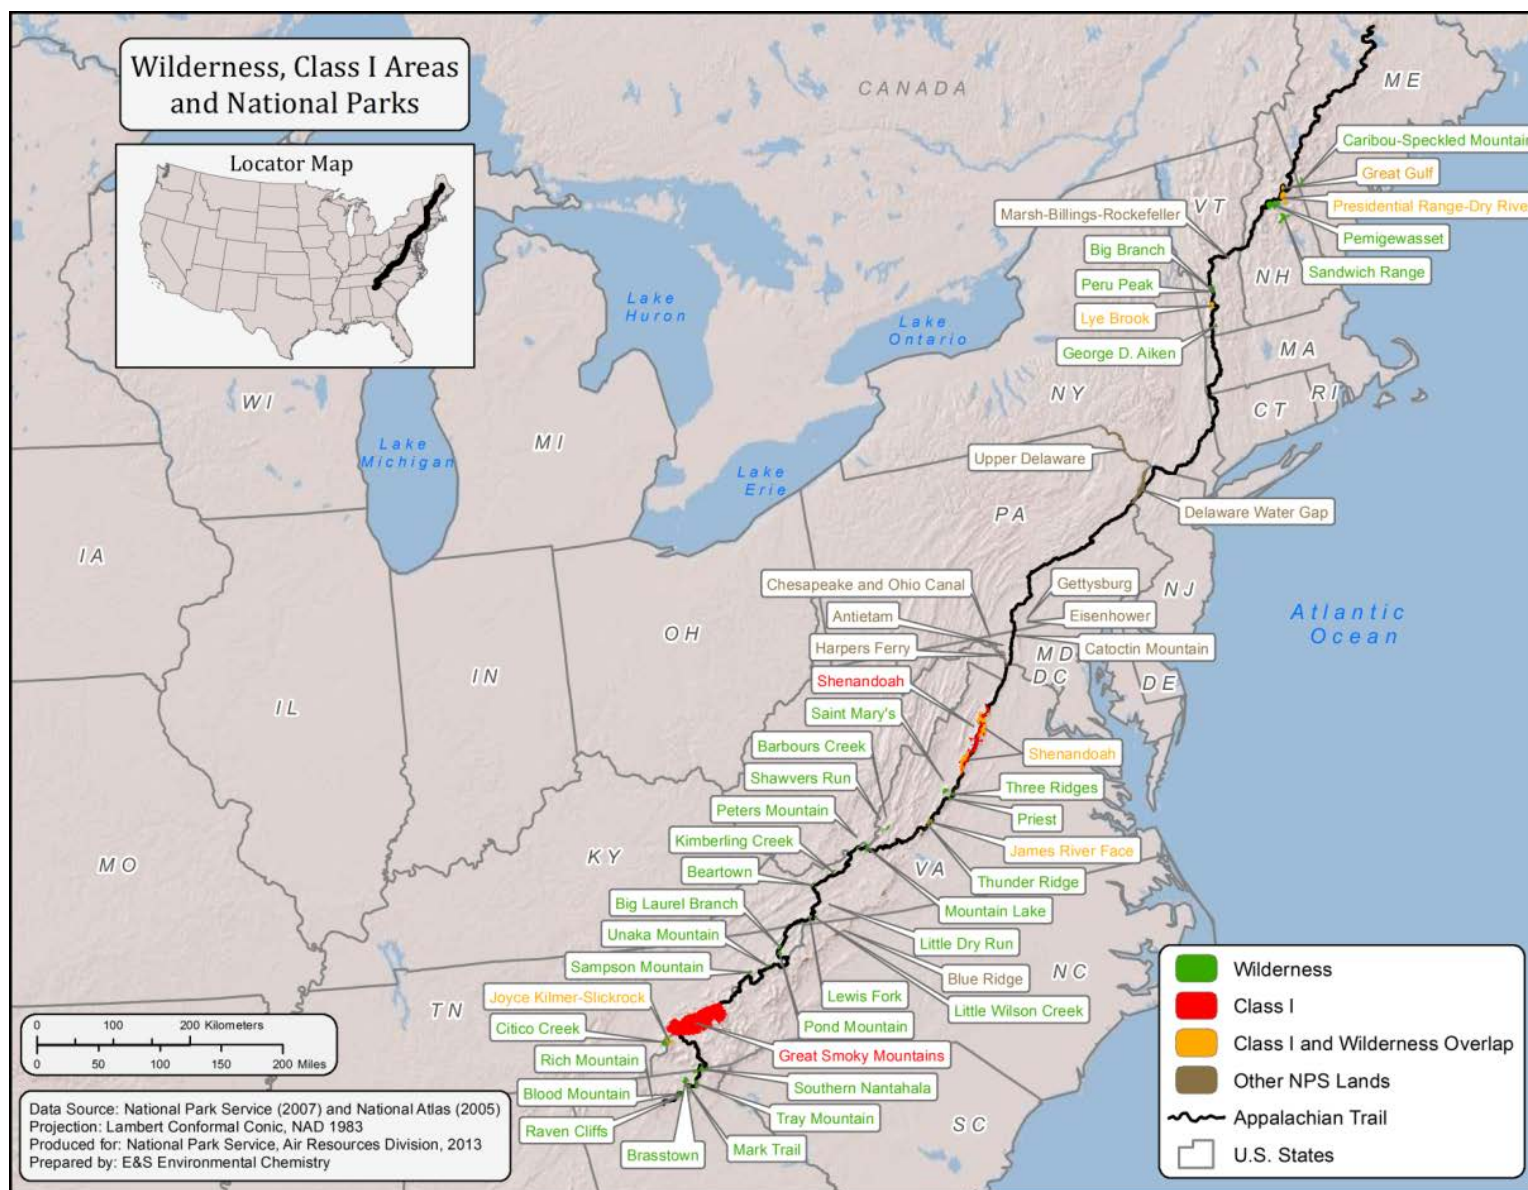 Wilderness, Class I Areas
and National Parks
Locator Map
CANADA
ME
Caribou-Speckled Mountain
Great Gulf
Presidential Range-Dry River
Pemigewasset
Sandwich Range
VT
NH
Marsh-Billings-Rockefeller
Big Branch
Peru Peak
Lye Brook
George D. Aiken
Lake
Huron
Lake
Ontario
MA
RI
CT
NY
WI
MI
Lake
Michigan
Lake
Erie
Upper Delaware
Delaware Water Gap
PA
IA
Chesapeake and Ohio Canal
Antietam
Harpers Ferry
Gettysburg
Eisenhower
Catoctin Mountain
NJ
Atlantic
Ocean
OH
MD
DC
DE
IN
IL
Shenandoah
Saint Mary's
Barbours Creek
Shawvers Run
Peters Mountain
Kimberling Creek
Beartown
Big Laurel Branch
Unaka Mountain
Sampson Mountain
Joyce Kilmer-Slickrock
Citico Creek
Rich Mountain
Blood Mountain
Raven Cliffs
Brasstown
Shenandoah
Three Ridges
Priest
James River Face
Thunder Ridge
Mountain Lake
Little Dry Run
Blue Ridge
Little Wilson Creek
Lewis Fork
Pond Mountain
Great Smoky Mountains
Southern Nantahala
Tray Mountain
Mark Trail
MO
KY
VA
TN
NC
SC
Wilderness
Class I
Class I and Wilderness Overlap
Other NPS Lands
Appalachian Trail
U.S. States
0 100 200 Kilometers
0 50 100 150 200 Miles
Data Source: National Park Service (2007) and National Atlas (2005)
Projection: Lambert Conformal Conic, NAD 1983
Produced for: National Park Service, Air Resources Division, 2013
Prepared by: E&S Environmental Chemistry